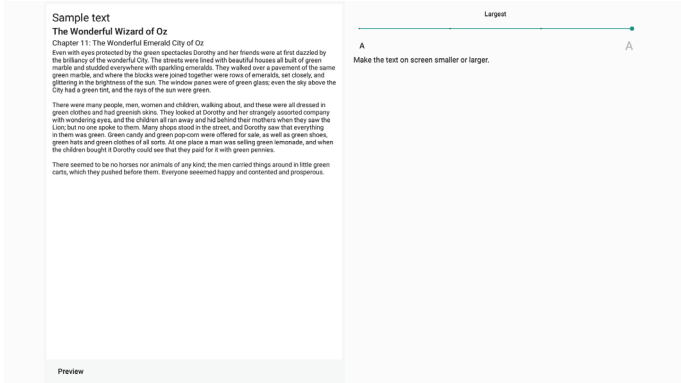 Sample text
The Wonderful Wizard of Oz
Chapter 11: The Wonderful Emerald City of Oz
Even with eyes protected by the green spectacles Dorothy and her friends were at first dazzled by
the brilliancy of the wonderful City. The streets were lined with beautiful houses all built of green
marble and studded everywhere with sparkling emeralds. They walked over a pavement of the same
green marble, and where the blocks were joined together were rows of emeralds, set closely, and
glittering in the brightness of the sun. The window panes were of green glass; even the sky above the
City had a green tint, and the rays of the sun were green.
There were many people, men, women and children, walking about, and these were all dressed in
green clothes and had greenish skins. They looked at Dorothy and her strangely assorted company
with wondering eyes, and the children all ran away and hid behind their mothers when they saw the
Lion; but no one spoke to them. Many shops stood in the street, and Dorothy saw that everything
in them was green. Green candy and green pop-corn were offered for sale, as well as green shoes,
green hats and green clothes of all sorts. At one place a man was selling green lemonade, and when
the children bought it Dorothy could see that they paid for it with green pennies.
There seemed to be no horses nor animals of any kind; the men carried things around in little green
carts, which they pushed before them. Everyone seeemed happy and contented and prosperous.
Preview
Largest
A A
Make the text on screen smaller or larger.